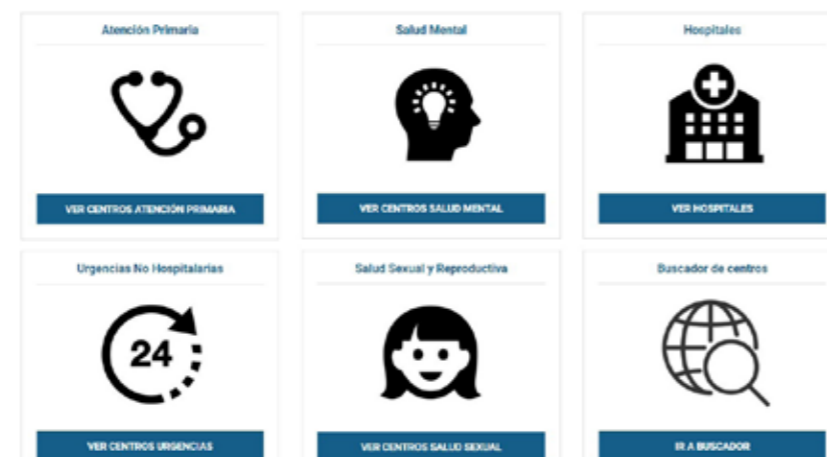 Atención Primaria
Salud Mental
Hospitales
VER CENTROS ATENCIÓN PRIMARIA
VER CENTROS SALUD MENTAL
VER HOSPITALES
Urgencias No Hospitalarias
Salud Sexual y Reproductiva
Buscador de centros
24
VER CENTROS URGENCIAS
VER CENTROS SALUD SEXUAL
IR A BUSCADOR